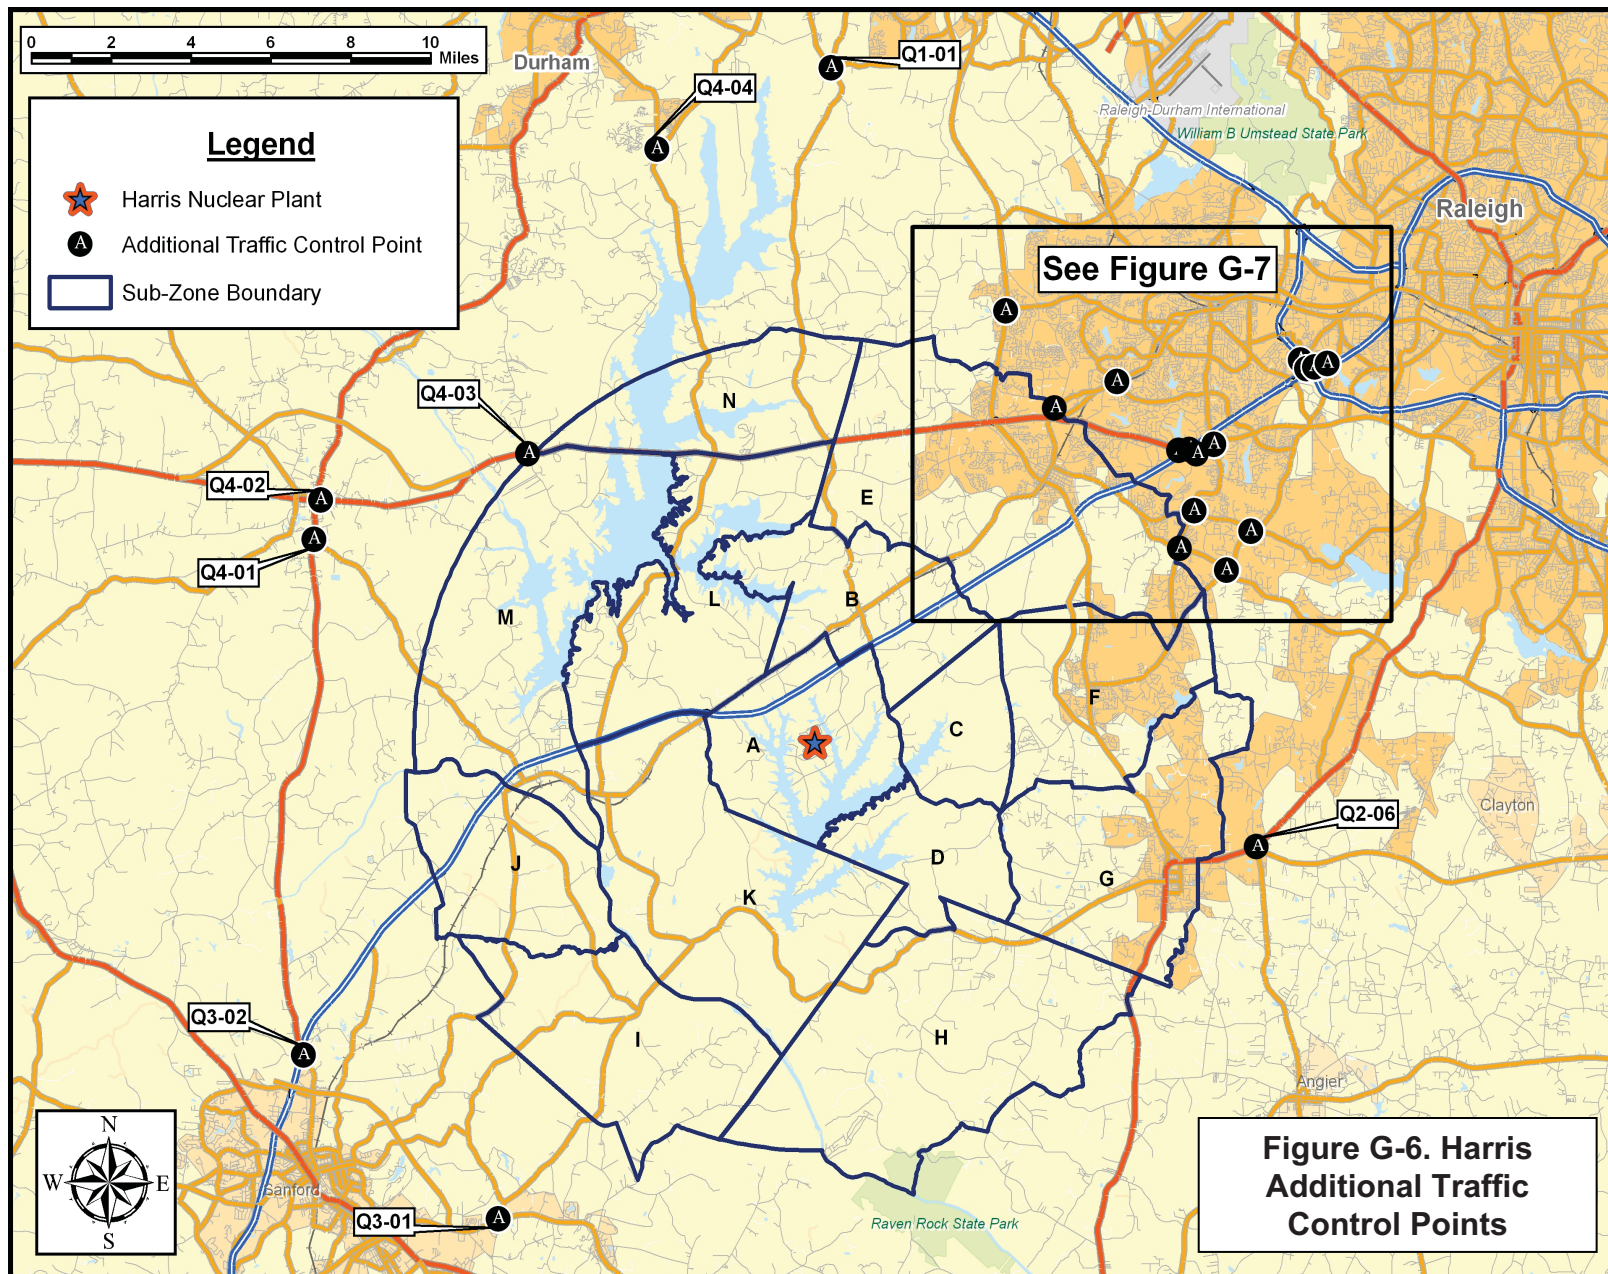 0 2 4 6 8 10
Miles
Durham
Q4-04
Q1-01
Raleigh-Durham International
William B Umstead State Park
Raleigh
Legend
Harris Nuclear Plant
A Additional Traffic Control Point
Sub-Zone Boundary
A
A
See Figure G-7
A
A
A
A
A
A
Q4-03
N
A
A
A
A
A
Q4-02
A
E
A
A
Q4-01
A
A
A
L
B
M
F
A
C
Clayton
Q2-06
A
J
D
G
K
Q3-02
A
I
H
Angier
N
W E
S
Sanford
Q3-01
A
Raven Rock State Park
Figure G-6. Harris
Additional Traffic
Control Points